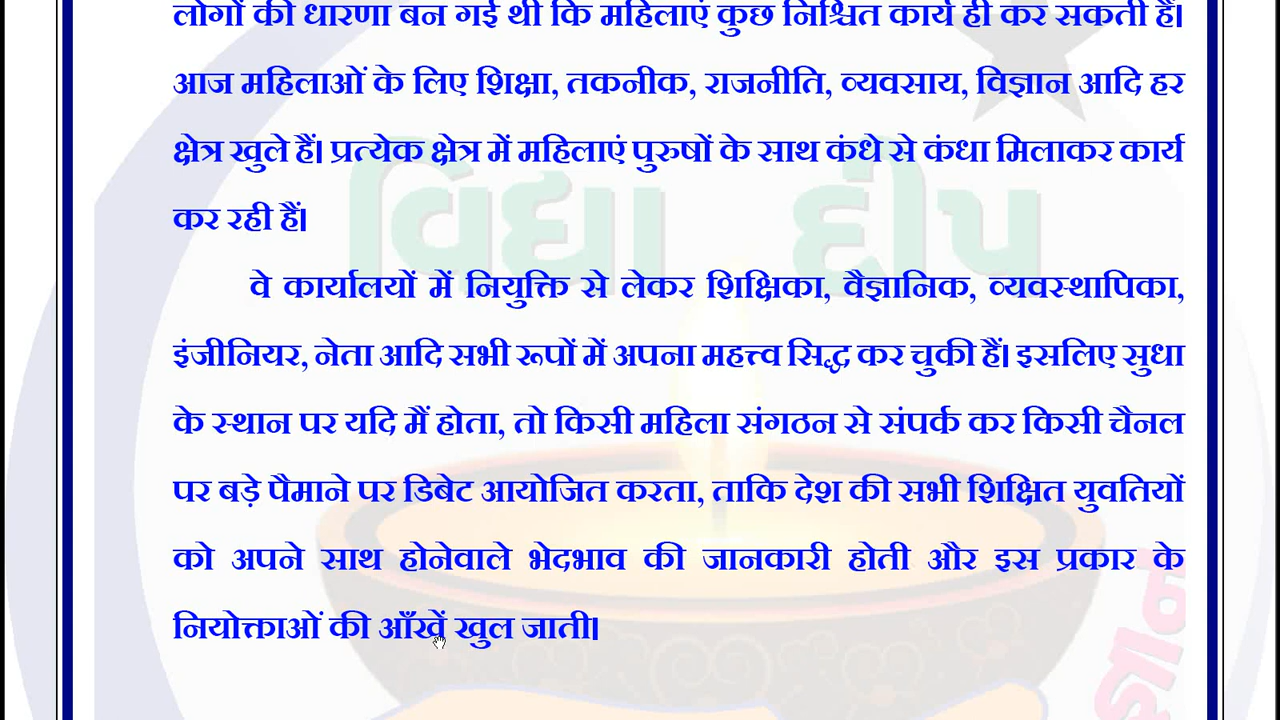 लोगों की धारणा बन गई थी कि महिलाएं कुछ निश्चित कार्य ही कर सकती हैं।
आज महिलाओं के लिए शिक्षा, तकनीक, राजनीति, व्यवसाय, विज्ञान आदि हर
क्षेत्र खुले हैं। प्रत्येक क्षेत्र में महिलाएं पुरुषों के साथ कंधे से कंधा मिलाकर कार्य
कर रही हैं।
વિદ્યા દીપ
वे कार्यालयों में नियुक्ति से लेकर शिक्षिका, वैज्ञानिक, व्यवस्थापिका,
इंजीनियर, नेता आदि सभी रूपों में अपना महत्त्व सिद्ध कर चुकी हैं। इसलिए सुधा
के स्थान पर यदि मैं होता, तो किसी महिला संगठन से संपर्क कर किसी चैनल
पर बड़े पैमाने पर डिबेट आयोजित करता, ताकि देश की सभी शिक्षित युवतियों
को अपने साथ होनेवाले भेदभाव की जानकारी होती और इस प्रकार के
नियोक्ताओं की आँखें खुल जाती।